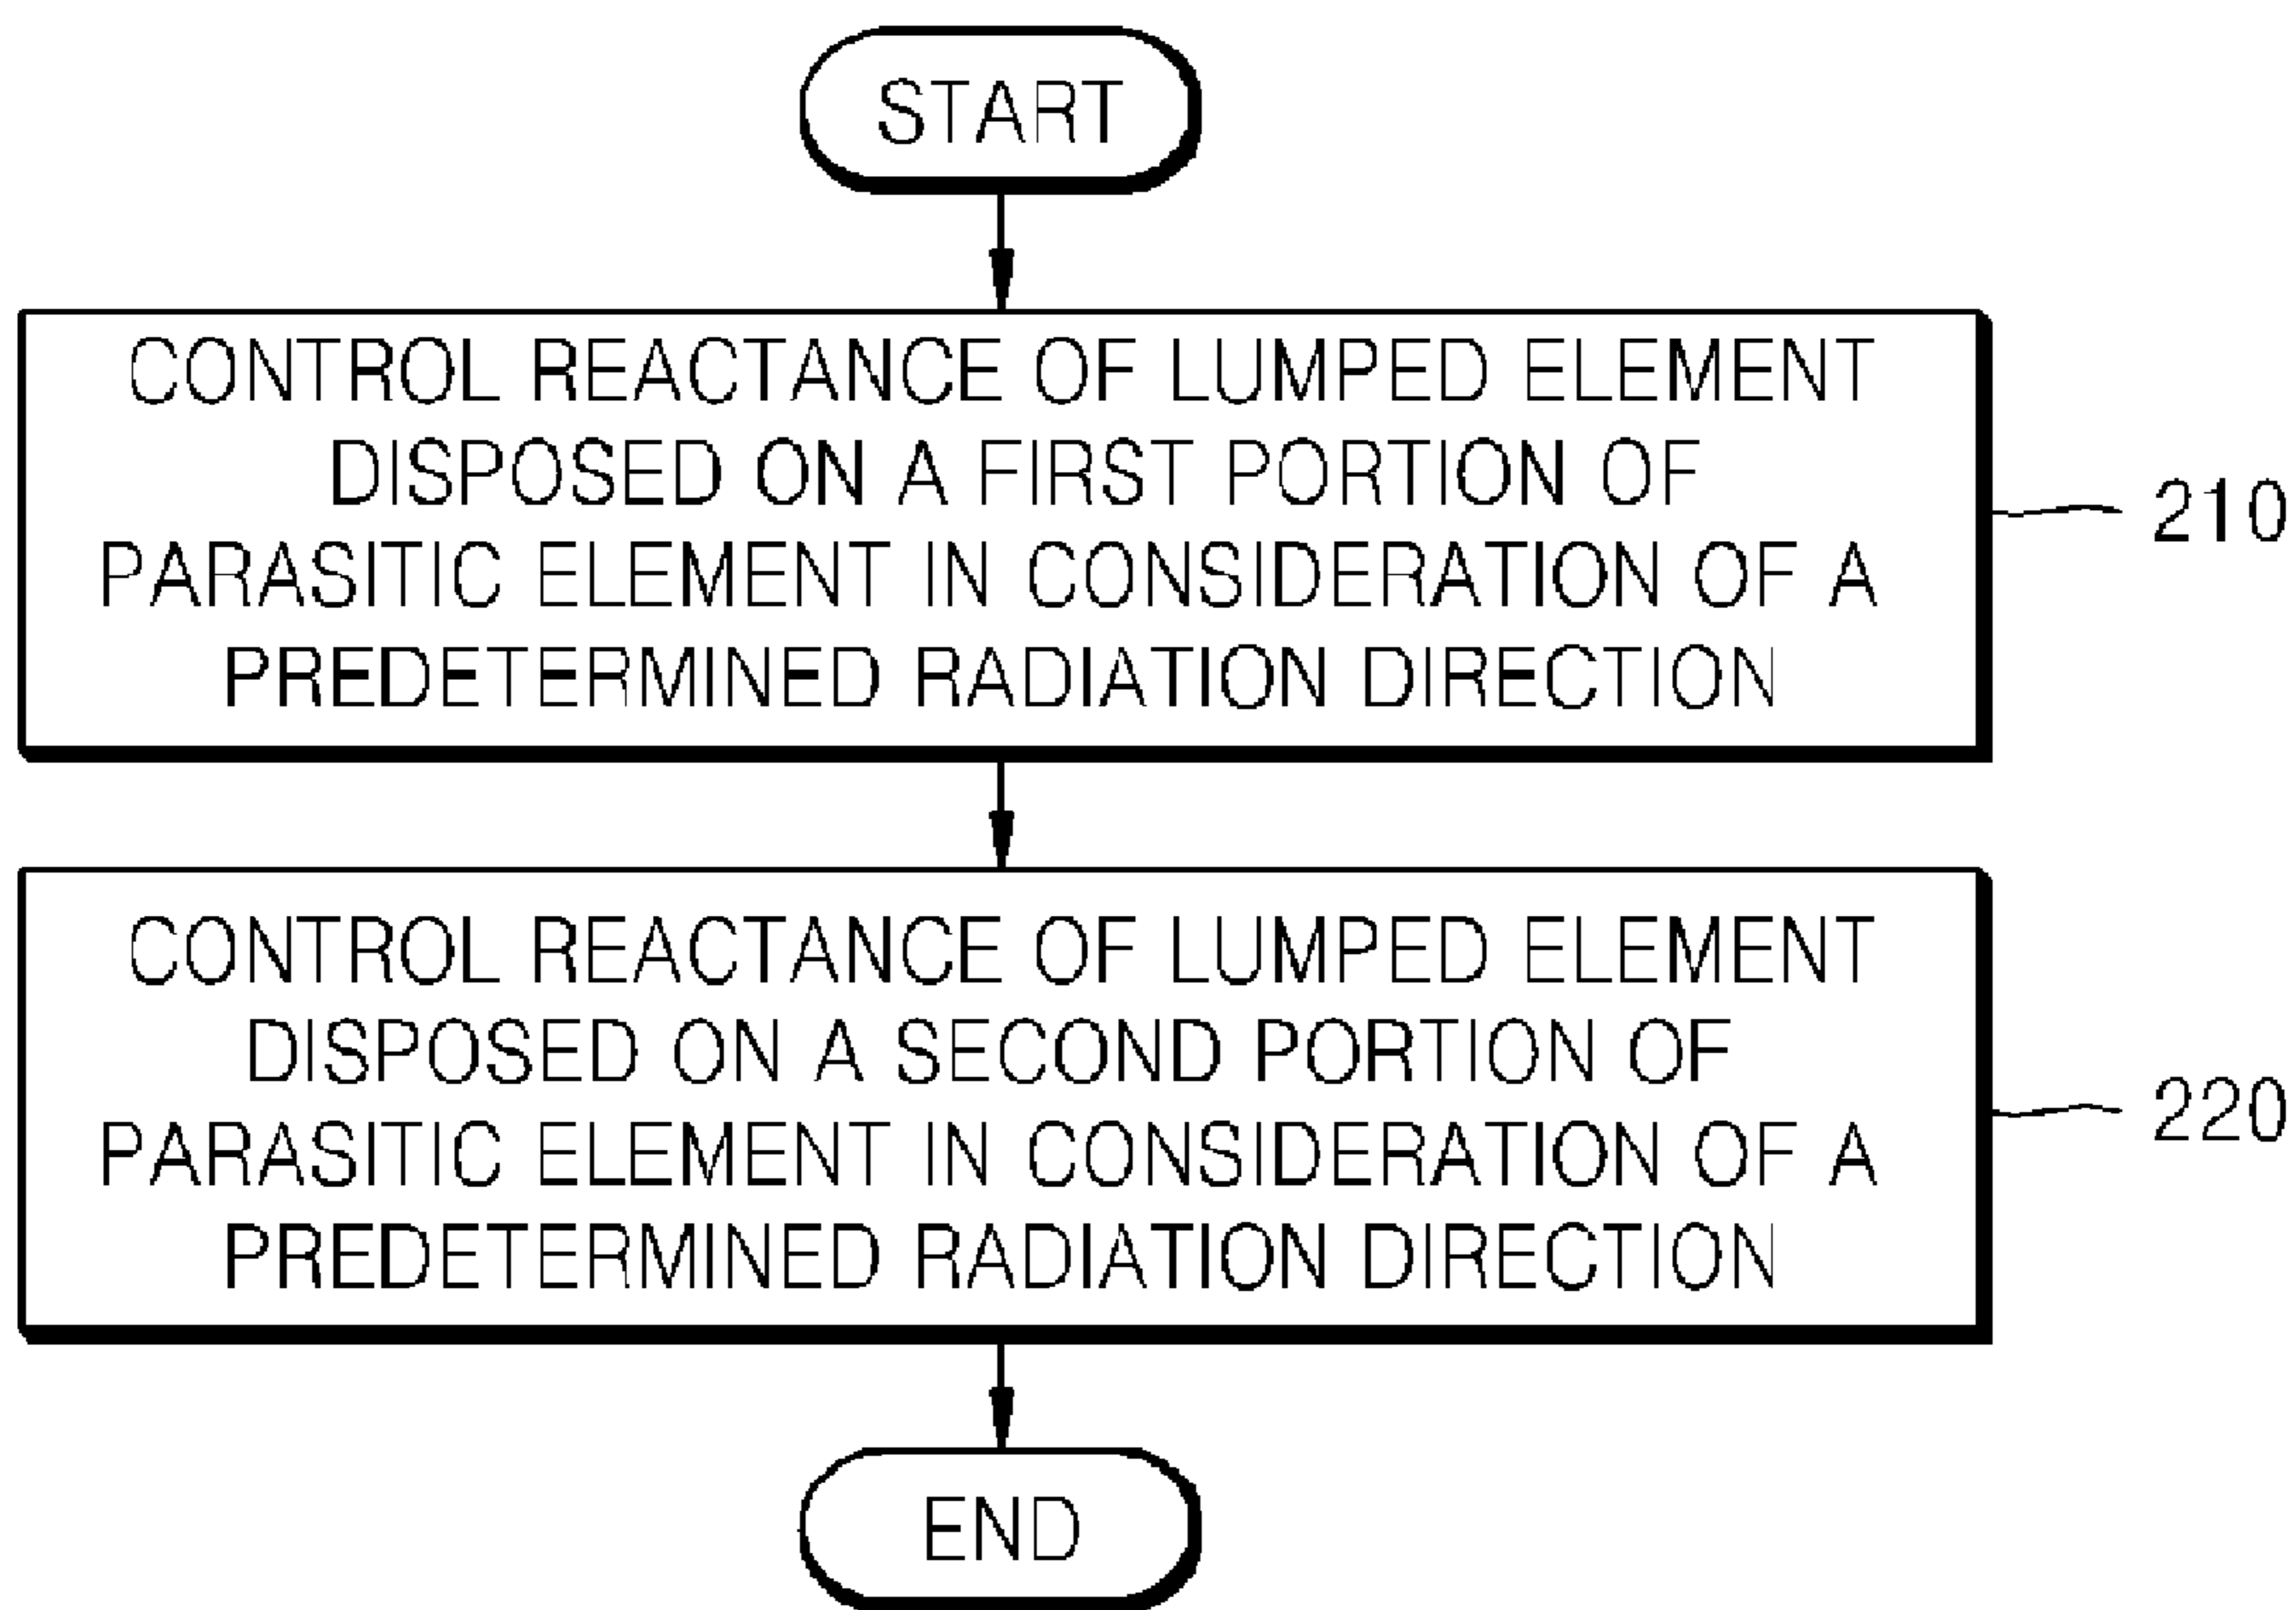 START
CONTROL REACTANCE OF LUMPED ELEMENT
DISPOSED ON A FIRST PORTION OF
PARASITIC ELEMENT IN CONSIDERATION OF A
PREDETERMINED RADIATION DIRECTION
210
CONTROL REACTANCE OF LUMPED ELEMENT
DISPOSED ON A SECOND PORTION OF
PARASITIC ELEMENT IN CONSIDERATION OF A
PREDETERMINED RADIATION DIRECTION
220
END